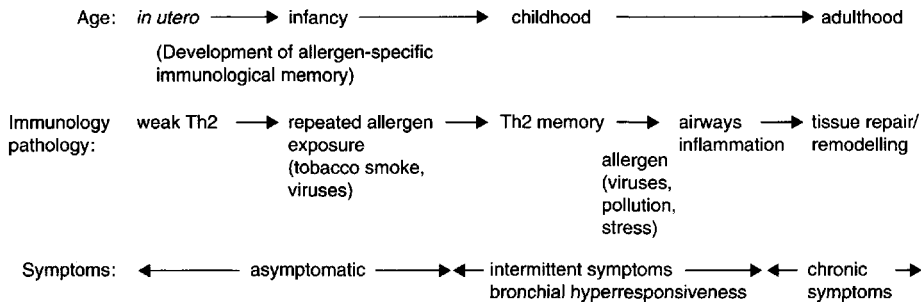 Age: in utero infancy childhood adulthood
(Development of allergen-specific
immunological memory)
Immunology weak Th2 repeated allergen Th2 memory airways tissue repair/
pathology: exposure inflammation remodelling
(tobacco smoke, allergen
viruses) (viruses,
pollution,
stress)
Symptoms: asymptomatic intermittent symptoms chronic
bronchial hyperresponsiveness symptoms